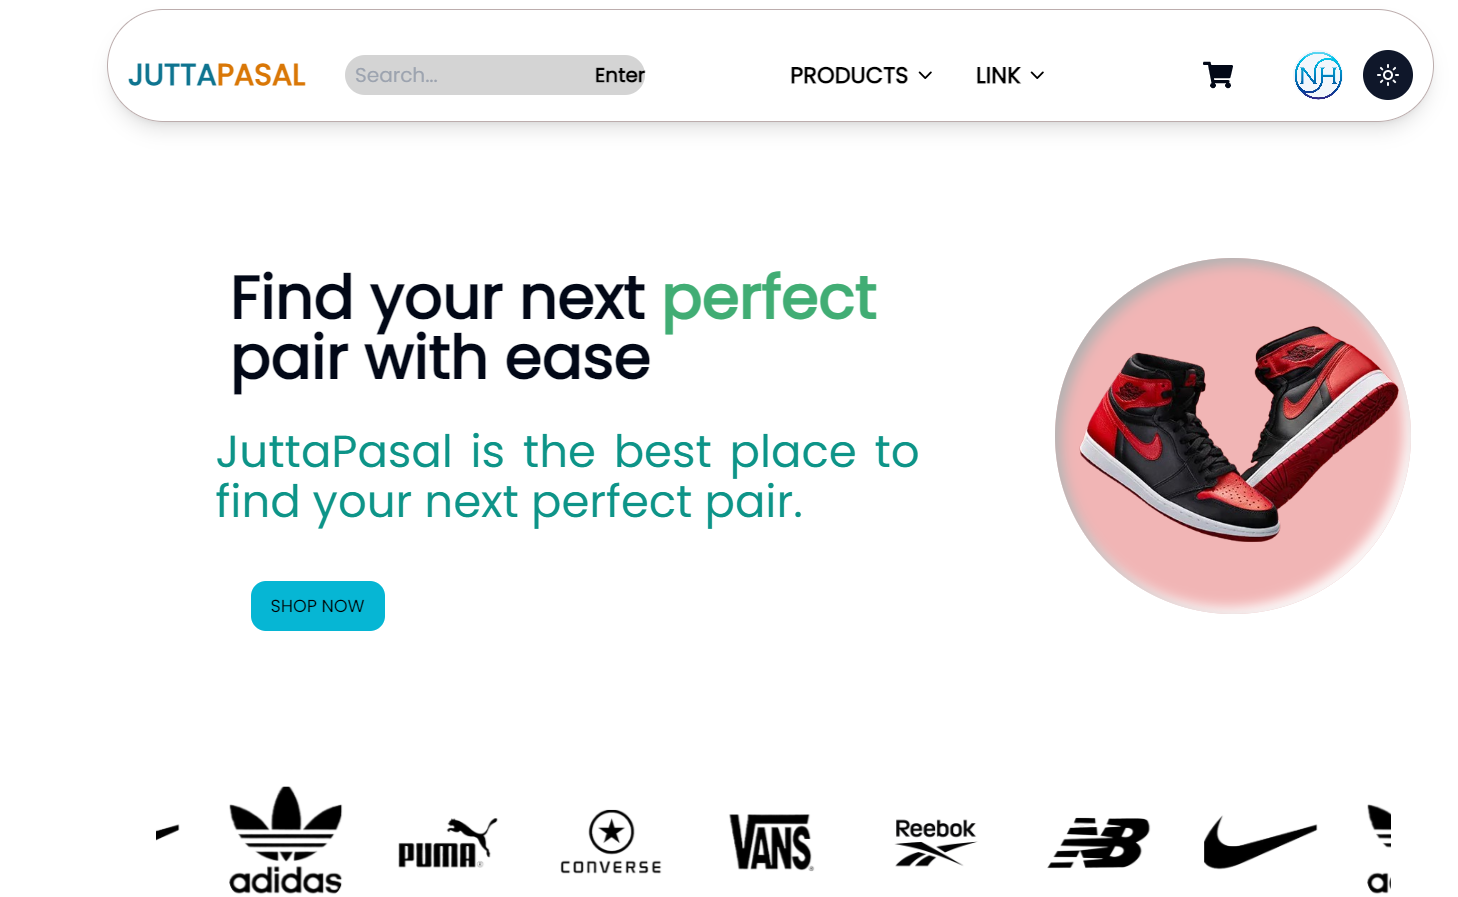 JUTTAPASAL
Search...
Enter
PRODUCTS
LINK
NH
Find your next perfect
pair with ease
JuttaPasal is the best place to
find your next perfect pair.
SHOP NOW
adidas
PUMA
CONVERSE
VANS
Reebok
NB
a